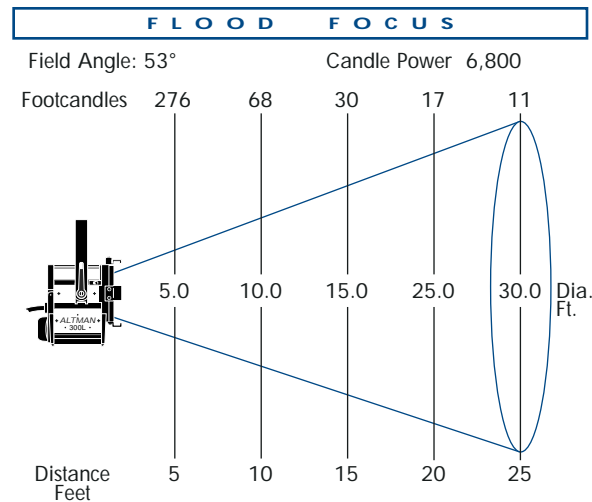 FLOOD FOCUS
Field Angle: 53° Candle Power 6,800
Footcandles 276 68 30 17 11
5.0 10.0 15.0 25.0 30.0 Dia.
Ft.
ALTMAN
300L
Distance 5 10 15 20 25
Feet